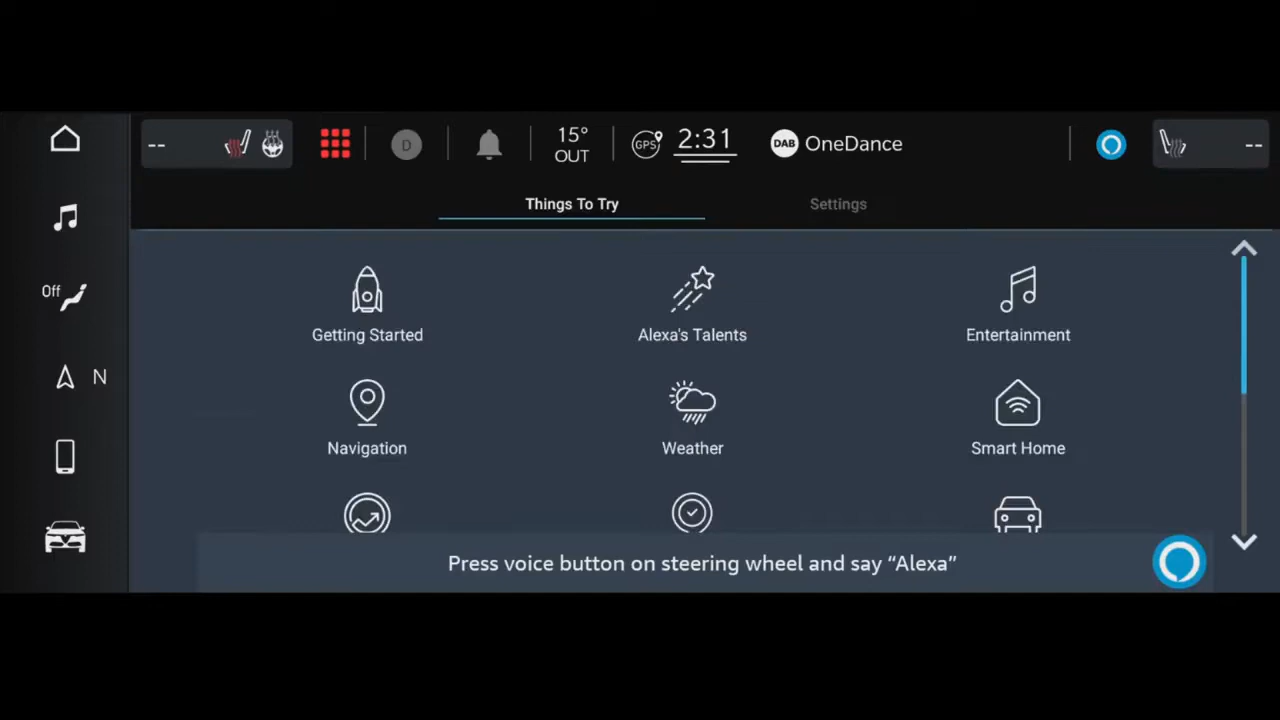 --
D
15°
OUT
GPS
2:31
DAB OneDance
--
Things To Try
Settings
Off
N
Getting Started
Alexa's Talents
Entertainment
Navigation
Weather
Smart Home
Press voice button on steering wheel and say “Alexa”